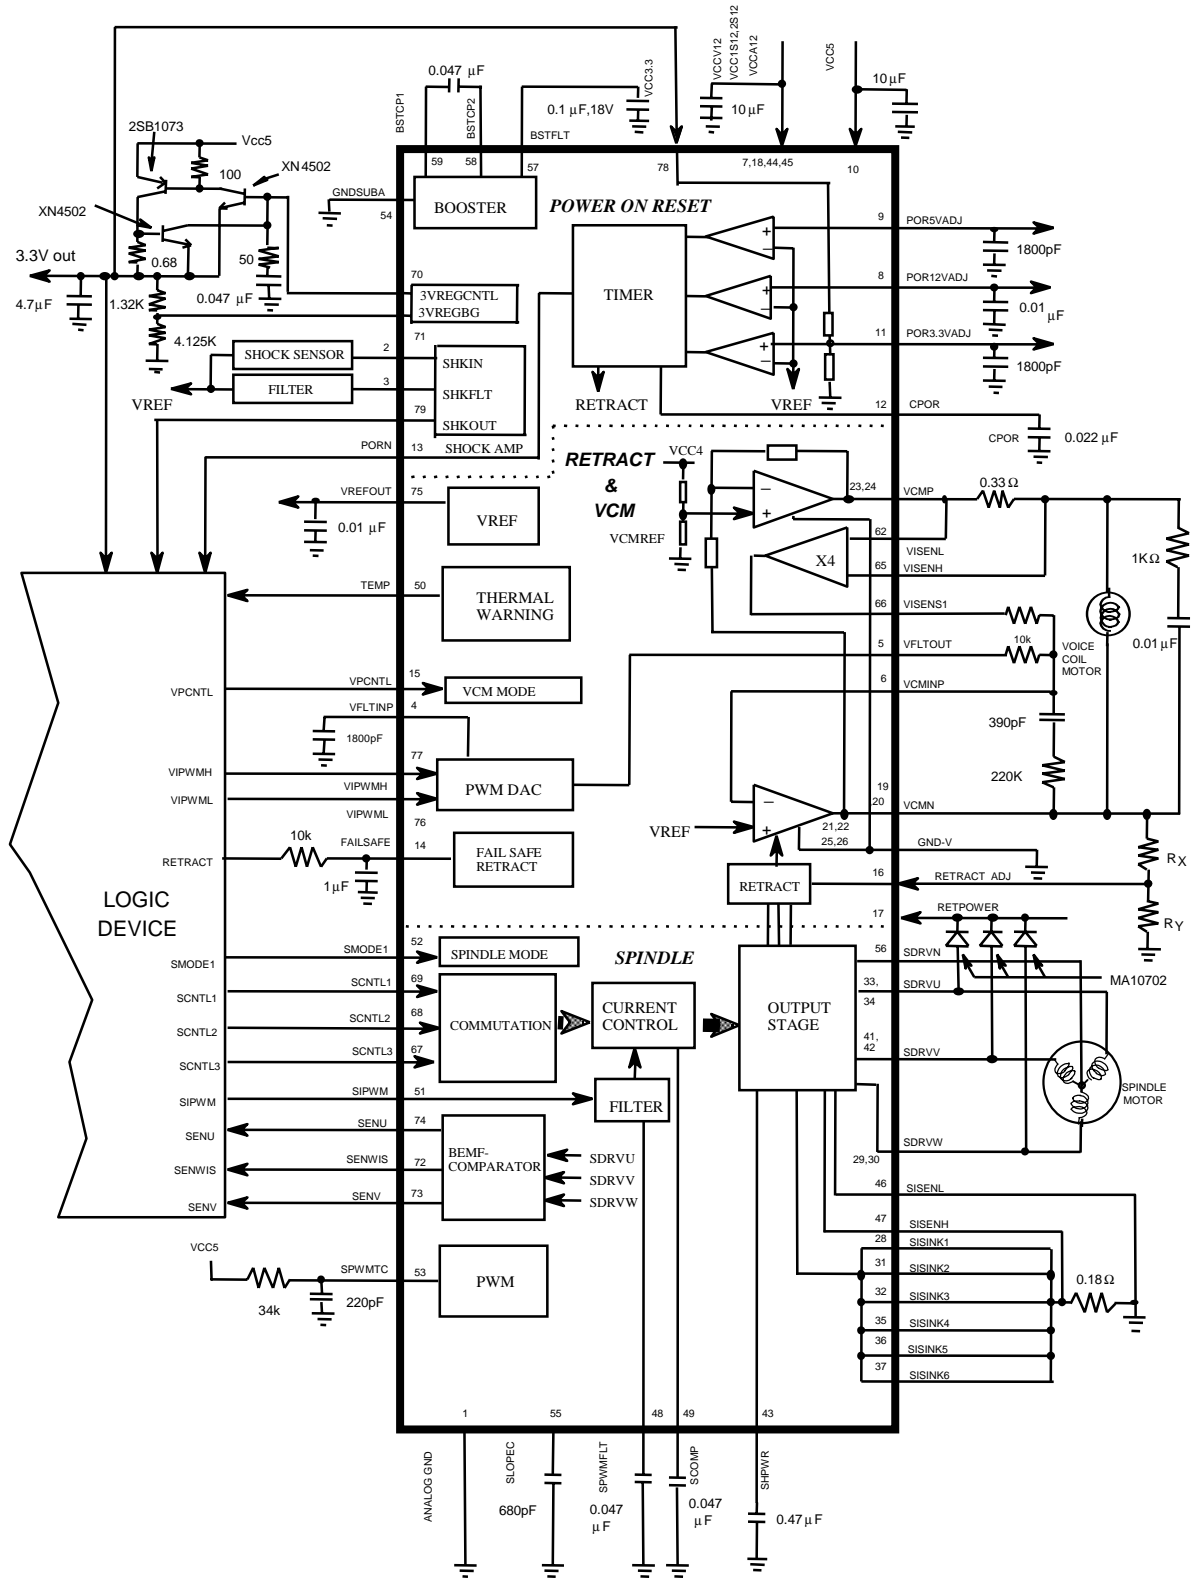 0.047 µF
BSTCP1
BSTCP2
0.1 µF,18V
BSTFLT
VCC3.3
VCCV12
VCC1S12,2S12
VCCA12
10µF
VCC5
10µF
2SB1073
Vcc5
100
XN4502
XN4502
0.68
50
3.3V out
4.7µF
1.32K
0.047 µF
4.125K
GNDSUBA
54
59
58
57
78
7,18,44,45
10
BOOSTER
POWER ON RESET
TIMER
+
−
+
−
+
−
RETRACT
VREF
9
POR5VADJ
1800pF
8
POR12VADJ
0.01 µF
11
POR3.3VADJ
1800pF
12
CPOR
CPOR
0.022 µF
70
3VREGCNTL
3VREGBG
71
SHOCK SENSOR
2
SHKIN
FILTER
3
SHKFLT
VREF
79
SHKOUT
PORN
13
SHOCK AMP
RETRACT
&
VCM
VCC4
VCMREF
−
+
23,24
VCMP
0.33Ω
62
VISENL
X4
65
VISENH
66
VISENS1
5
VFLTOUT
10k
6
VCMINP
VOICE
COIL
MOTOR
1KΩ
0.01µF
390pF
220K
VREFOUT
75
VREF
0.01 µF
TEMP
50
THERMAL
WARNING
VPCNTL
VPCNTL
15
VCM MODE
VFLTINP
4
1800pF
77
VIPWMH
VIPWMH
PWM DAC
VIPWML
VIPWML
76
10k
FAILSAFE
14
RETRACT
1µF
FAIL SAFE
RETRACT
VREF
−
+
19
20
VCMN
21,22
25,26
GND-V
RETRACT
16
RETRACT ADJ
RX
RY
17
RETPOWER
MA10702
LOGIC
DEVICE
SMODE1
SMODE1
52
SPINDLE MODE
SPINDLE
SCNTL1
SCNTL1
69
SCNTL2
SCNTL2
68
COMMUTATION
SCNTL3
SCNTL3
67
CURRENT
CONTROL
OUTPUT
STAGE
56
SDRVN
33,
34
SDRVU
41,
42
SDRVV
SPINDLE
MOTOR
29,30
SDRVW
SIPWM
SIPWM
51
FILTER
SENU
SENU
74
SENWIS
SENWIS
72
SENV
SENV
73
BEMF-
COMPARATOR
SDRVU
SDRVV
SDRVW
46
SISENL
47
SISENH
28
SISINK1
31
SISINK2
32
SISINK3
35
SISINK4
36
SISINK5
37
SISINK6
0.18Ω
VCC5
34k
SPWMTC
53
220pF
PWM
1
55
48
49
43
ANALOG GND
SLOPEC
680pF
SPWMFLT
0.047
µF
SCOMP
0.047
µF
SHPWR
0.47µF